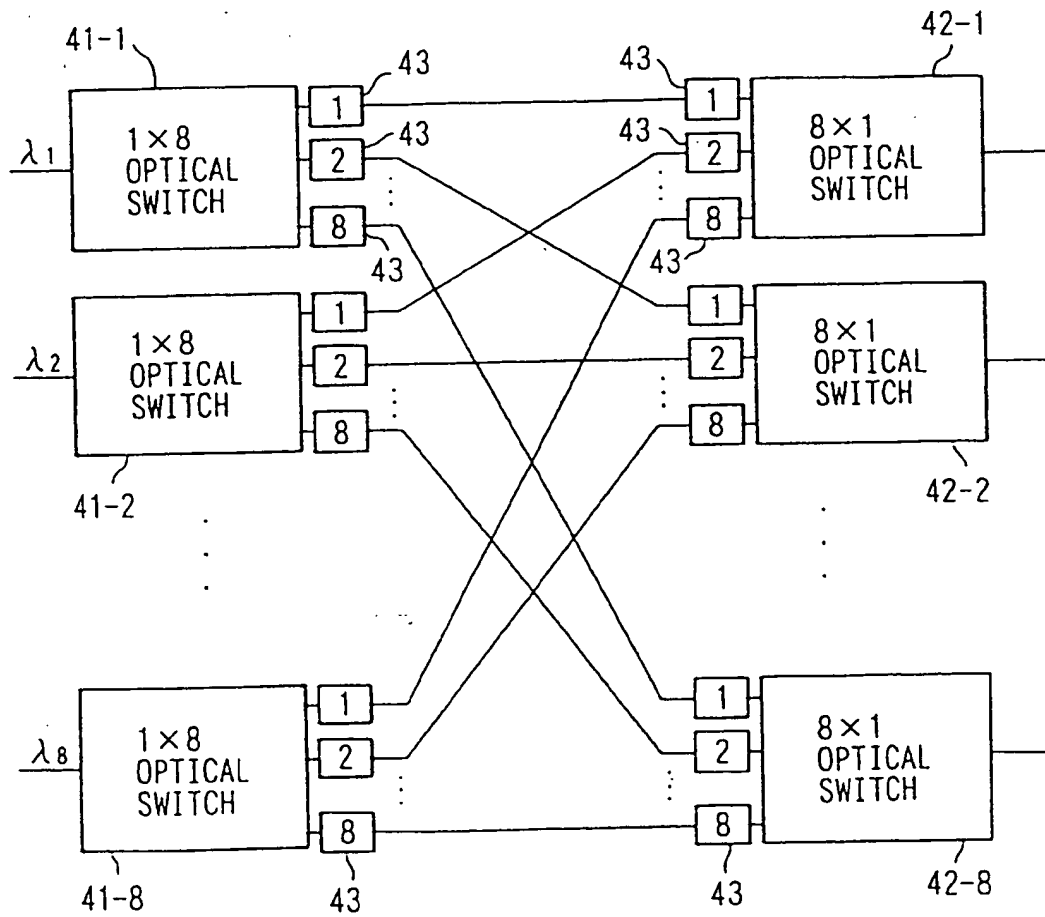 41-1
43
43
42-1
1
1
λ1
1×8
OPTICAL
SWITCH
43
2
43
2
8×1
OPTICAL
SWITCH
8
43
8
43
λ2
1×8
OPTICAL
SWITCH
1
2
8
1
2
8
8×1
OPTICAL
SWITCH
41-2
42-2
λ8
1×8
OPTICAL
SWITCH
1
2
8
1
2
8
8×1
OPTICAL
SWITCH
41-8
43
43
42-8